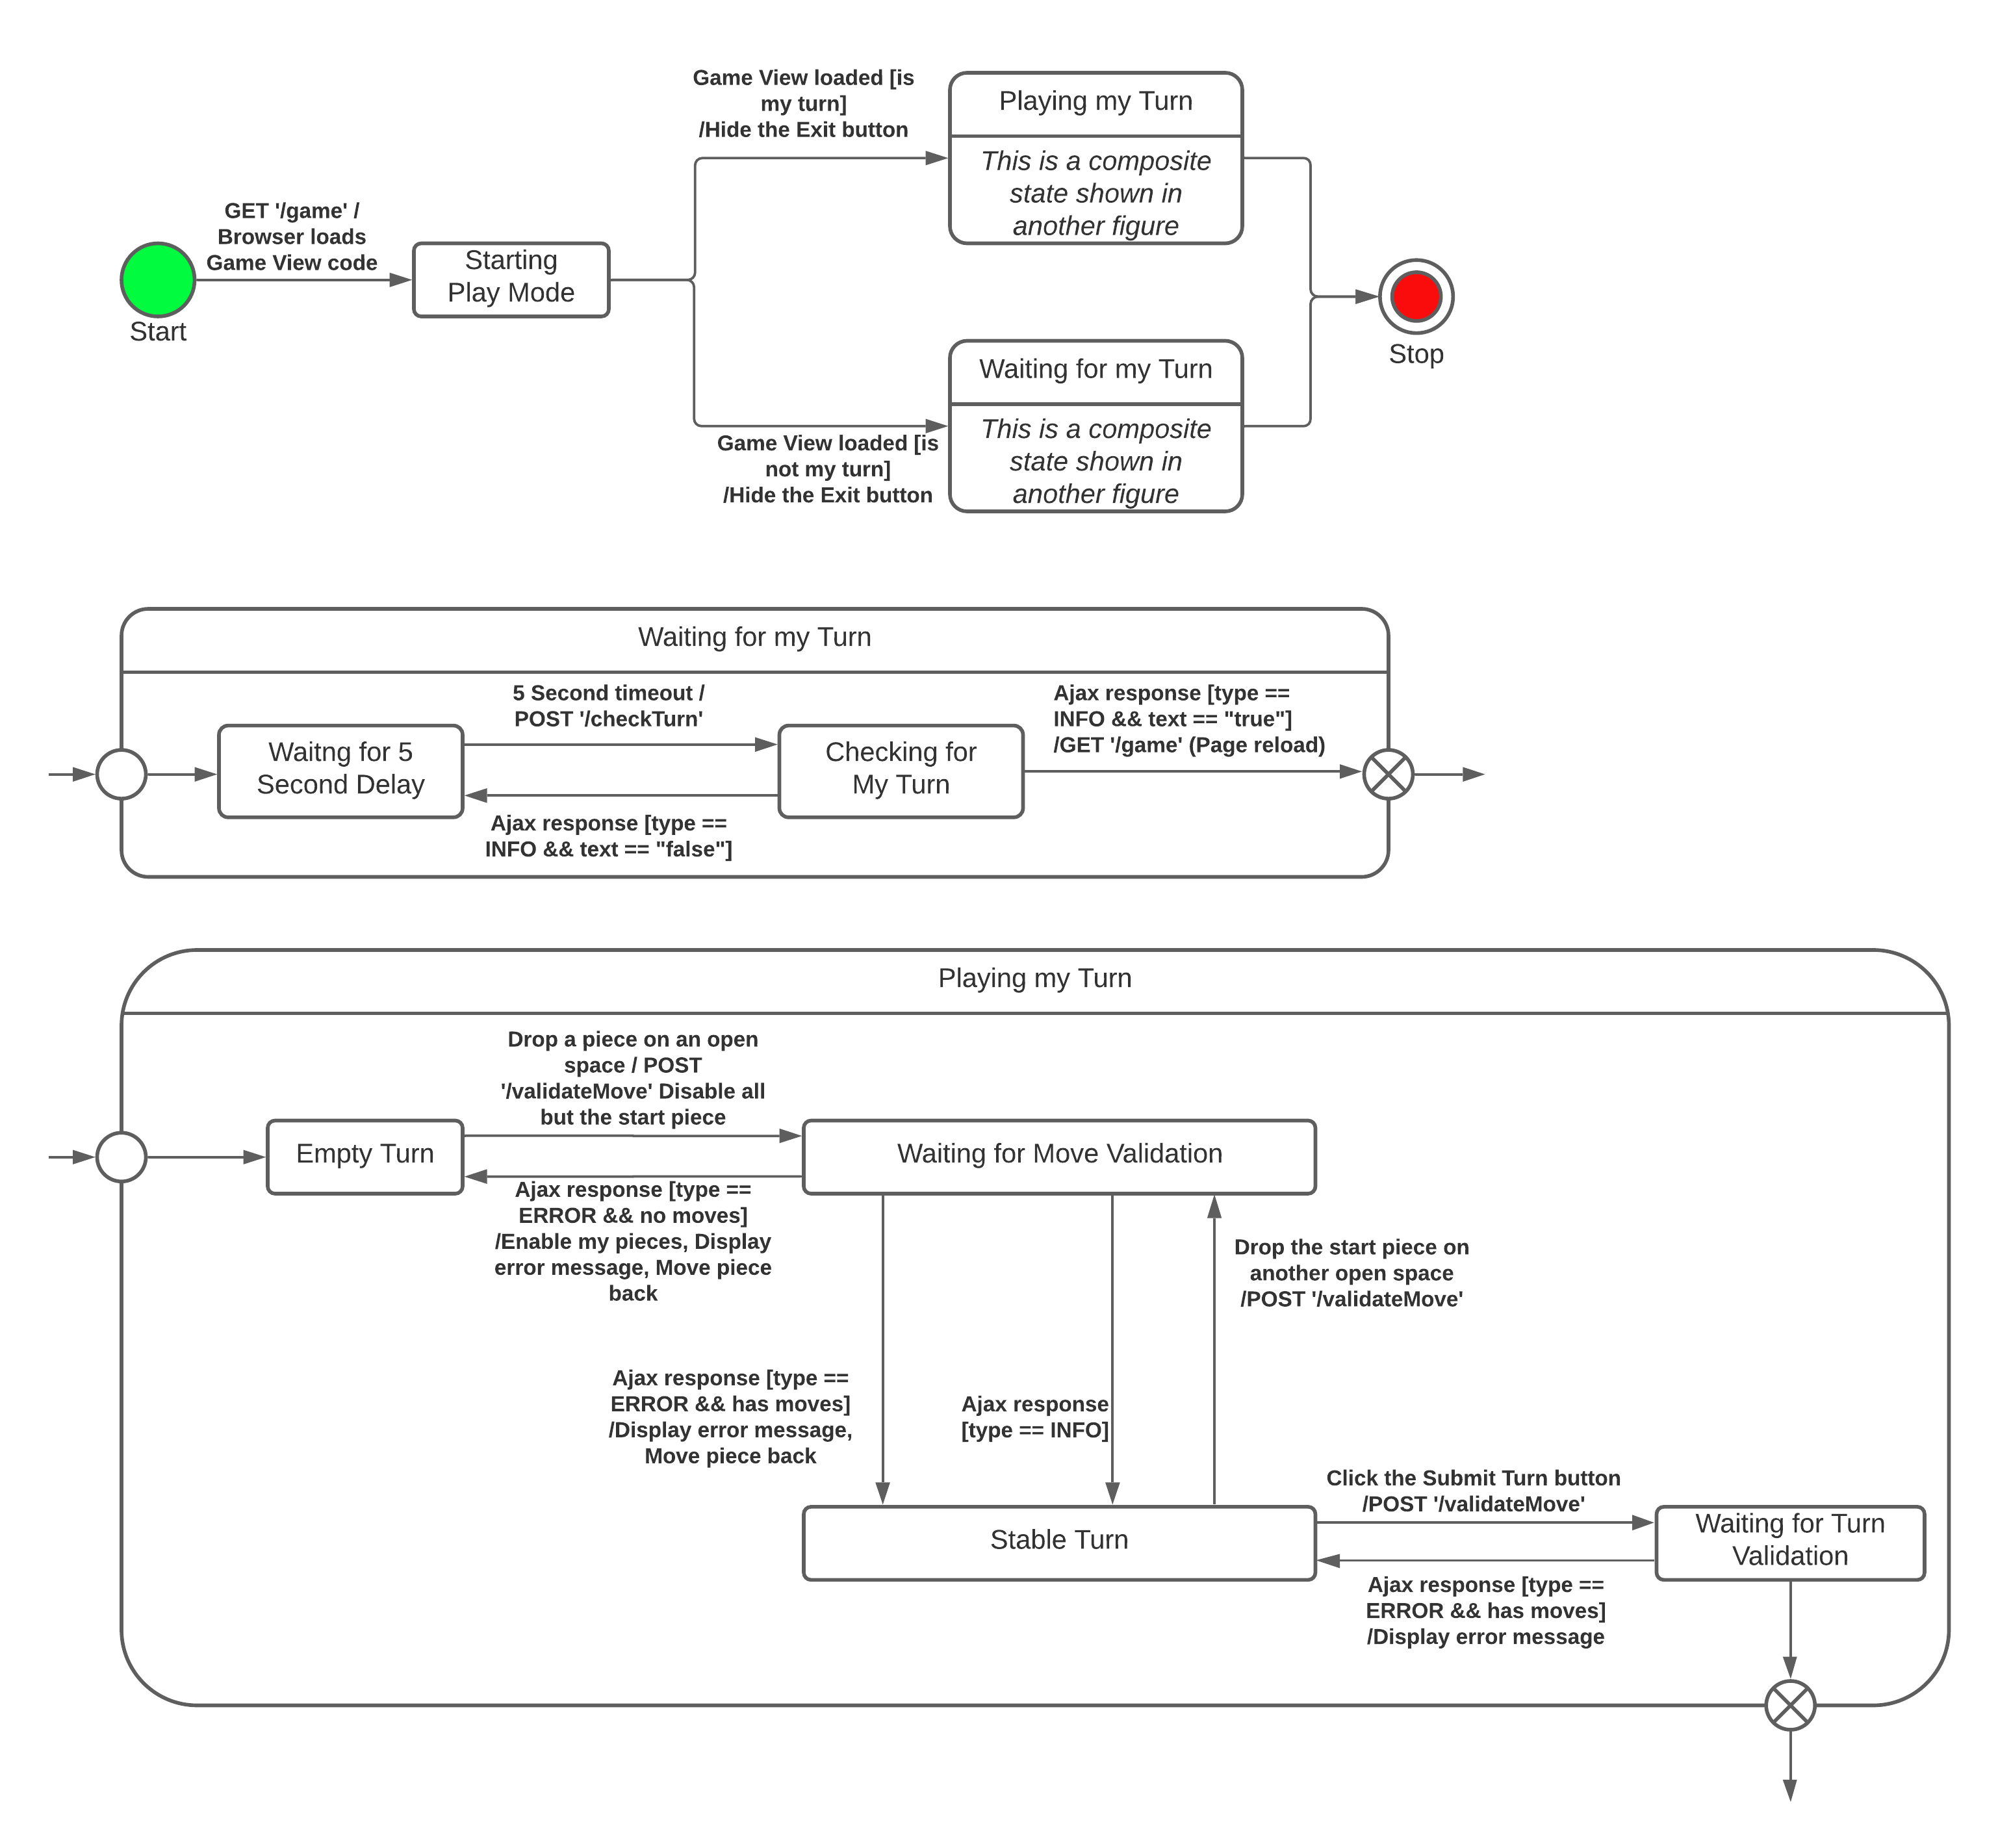 Game View loaded [is
my turn]
/Hide the Exit button
Playing my Turn
This is a composite
state shown in
another figure
GET '/game' /
Browser loads
Game View code
Start
Starting
Play Mode
Stop
Waiting for my Turn
This is a composite
state shown in
another figure
Game View loaded [is
not my turn]
/Hide the Exit button
Waiting for my Turn
5 Second timeout /
POST '/checkTurn'
Ajax response [type ==
INFO && text == "true"]
/GET '/game' (Page reload)
Waitng for 5
Second Delay
Checking for
My Turn
Ajax response [type ==
INFO && text == "false"]
Playing my Turn
Drop a piece on an open
space / POST
'/validateMove' Disable all
but the start piece
Empty Turn
Waiting for Move Validation
Ajax response [type ==
ERROR && no moves]
/Enable my pieces, Display
error message, Move piece
back
Drop the start piece on
another open space
/POST '/validateMove'
Ajax response [type ==
ERROR && has moves]
/Display error message,
Move piece back
Ajax response
[type == INFO]
Click the Submit Turn button
/POST '/validateMove'
Stable Turn
Waiting for Turn
Validation
Ajax response [type ==
ERROR && has moves]
/Display error message